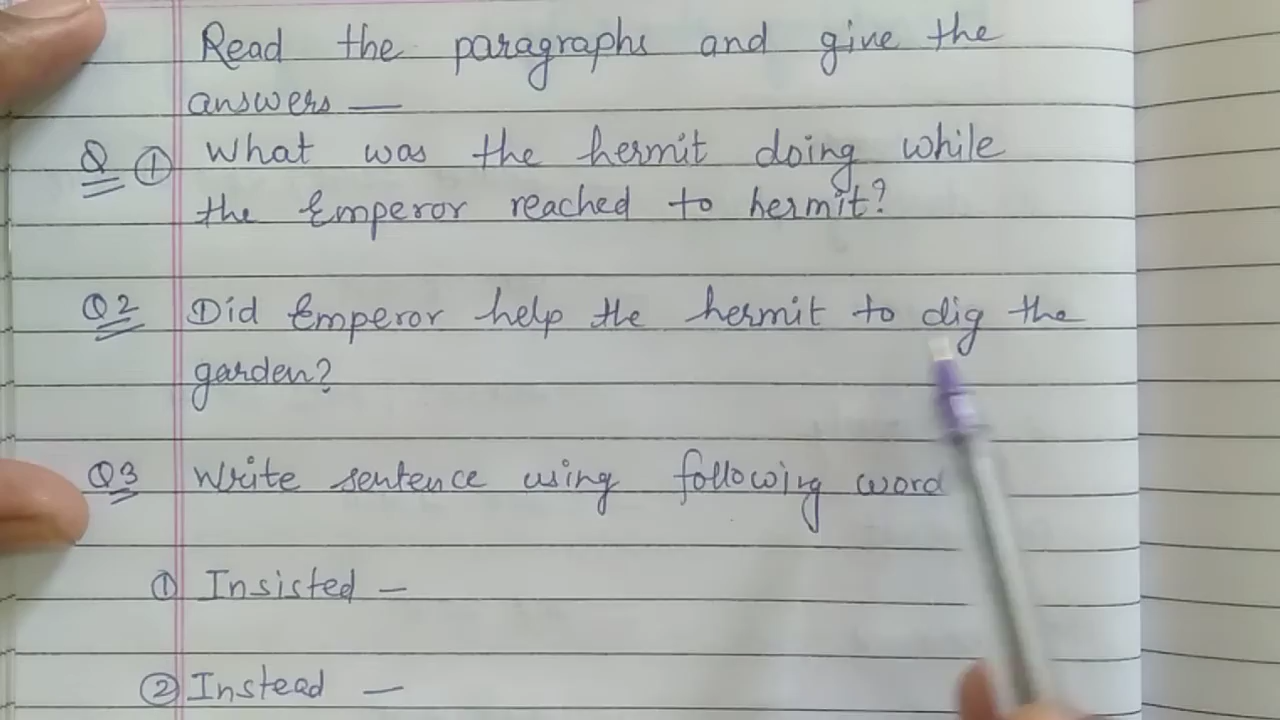 Read the paragraphs and give the
answers —
Q ① What was the hermit doing while
the Emperor reached to hermit?
Q2 Did Emperor help the hermit to dig the
garden?
Q3 Write sentence using following word
① Insisted —
② Instead —